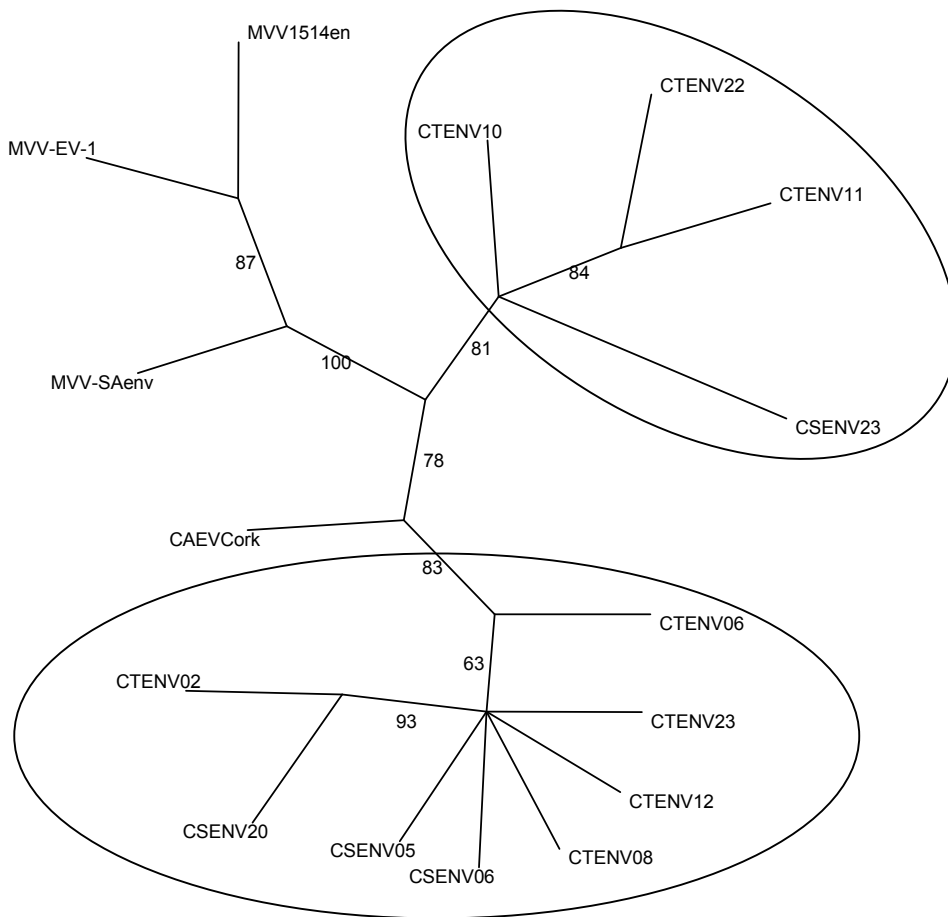 MVV1514en
CTENV22
CTENV10
MVV-EV-1
CTENV11
87
84
81
100
MVV-SAenv
CSENV23
78
CAEVCork
83
CTENV06
63
CTENV02
93
CTENV23
CTENV12
CSENV20
CSENV05
CTENV08
CSENV06